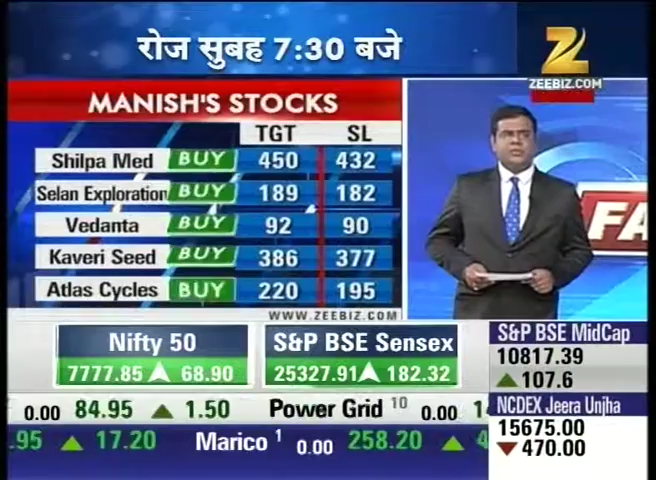 रोज सुबह 7:30 बजे
ZEEBIZ.COM
MANISH'S STOCKS
TGT SL
Shilpa Med BUY 450 432
Selan Exploration BUY 189 182
Vedanta BUY 92 90
Kaveri Seed BUY 386 377
Atlas Cycles BUY 220 195
FA
WWW.ZEEBIZ.COM
Nifty 50
7777.85 68.90
S&P BSE Sensex
25327.91 182.32
S&P BSE MidCap
10817.39
107.6
NCDEX Jeera Unjha
15675.00
470.00
0.00 84.95 1.50 Power Grid 10 0.00 14
.95 17.20 Marico 1 0.00 258.20 4